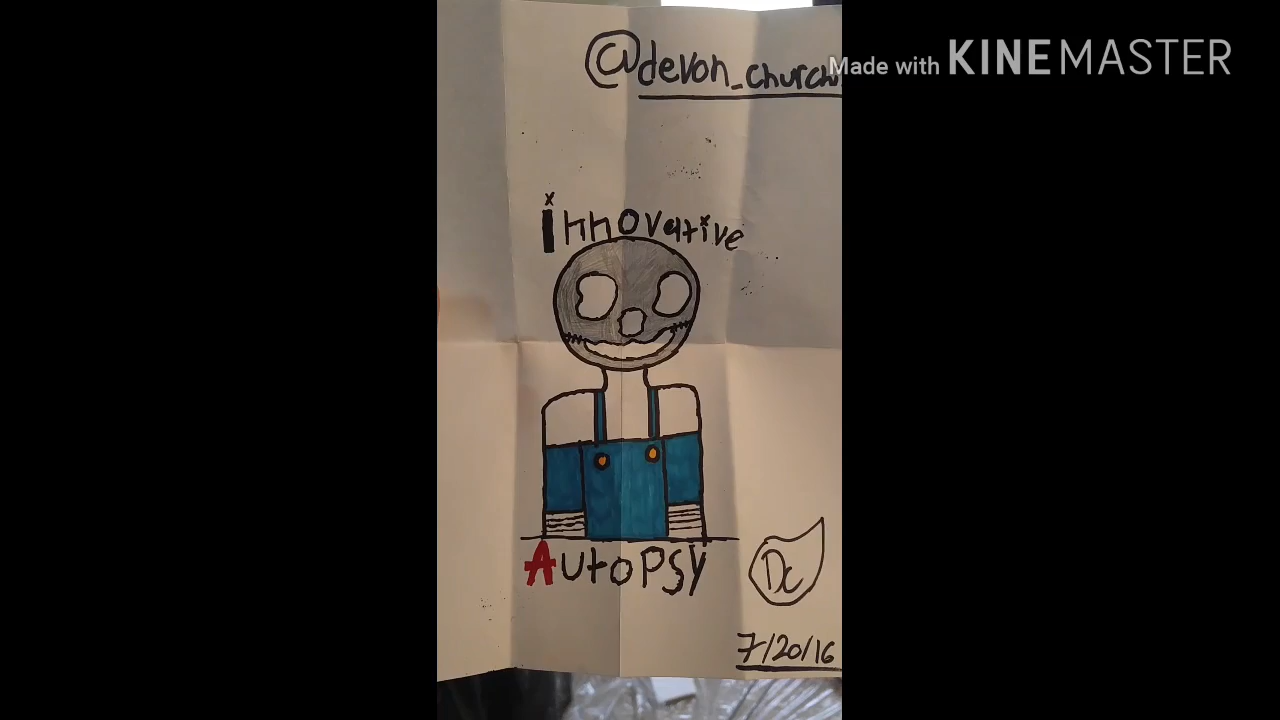 @devon_church
Made with KINEMASTER
innovative
AUtoPSY
Dc
7/20/16